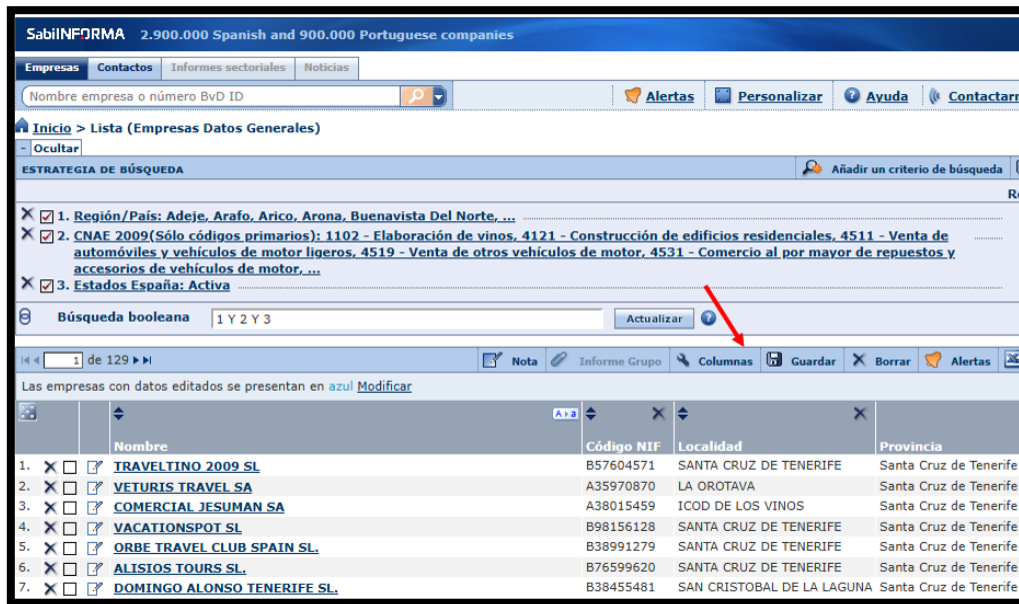 SabiINFORMA 2.900.000 Spanish and 900.000 Portuguese companies
Empresas Contactos Informes sectoriales Noticias
Nombre empresa o número BvD ID Alertas Personalizar Ayuda Contactarn
Inicio > Lista (Empresas Datos Generales)
- Ocultar
ESTRATEGIA DE BÚSQUEDA Añadir un criterio de búsqueda
Re
1. Región/País: Adeje, Arafo, Arico, Arona, Buenavista Del Norte, ...
2. CNAE 2009(Sólo códigos primarios): 1102 - Elaboración de vinos, 4121 - Construcción de edificios residenciales, 4511 - Venta de
automóviles y vehículos de motor ligeros, 4519 - Venta de otros vehículos de motor, 4531 - Comercio al por mayor de repuestos y
accesorios de vehículos de motor, ...
3. Estados España: Activa
Búsqueda booleana 1 Y 2 Y 3 Actualizar
1 de 129 Nota Informe Grupo Columnas Guardar Borrar Alertas
Las empresas con datos editados se presentan en azul Modificar
Nombre Código NIF Localidad Provincia
1. TRAVELTINO 2009 SL B57604571 SANTA CRUZ DE TENERIFE Santa Cruz de Tenerife
2. VETURIS TRAVEL SA A35970870 LA OROTAVA Santa Cruz de Tenerife
3. COMERCIAL JESUMAN SA A38015459 ICOD DE LOS VINOS Santa Cruz de Tenerife
4. VACATIONSPOT SL B98156128 SANTA CRUZ DE TENERIFE Santa Cruz de Tenerife
5. ORBE TRAVEL CLUB SPAIN SL. B38991279 SANTA CRUZ DE TENERIFE Santa Cruz de Tenerife
6. ALISIOS TOURS SL. B76599620 SANTA CRUZ DE TENERIFE Santa Cruz de Tenerife
7. DOMINGO ALONSO TENERIFE SL. B38455481 SAN CRISTOBAL DE LA LAGUNA Santa Cruz de Tenerife